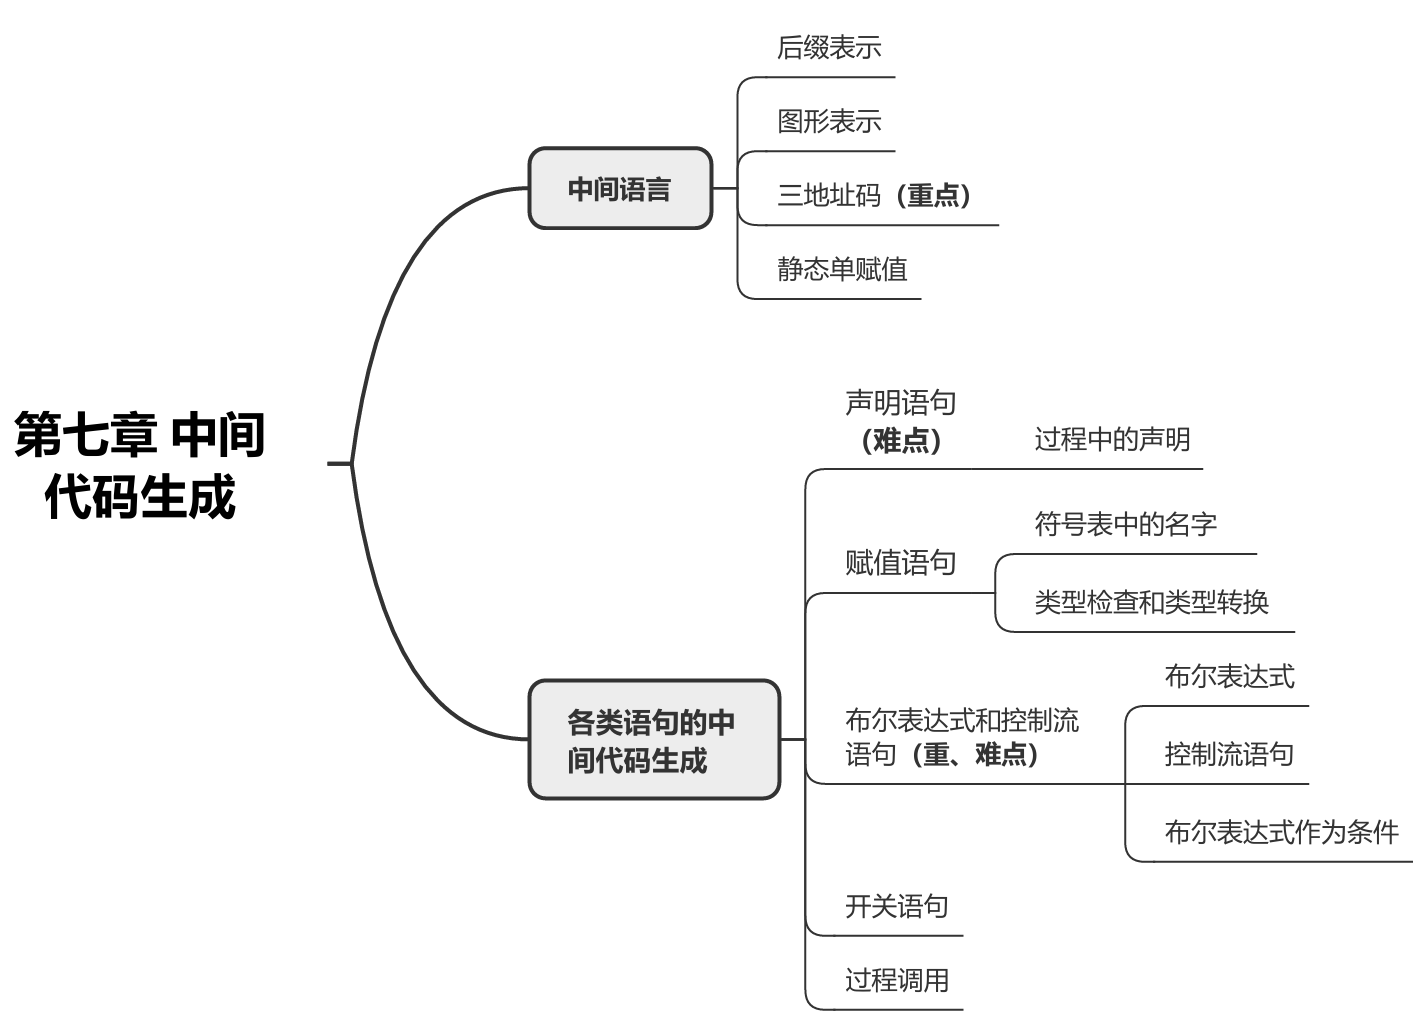 第七章 中间
代码生成
中间语言
后缀表示
图形表示
三地址码（重点）
静态单赋值
各类语句的中
间代码生成
声明语句
（难点）
过程中的声明
赋值语句
符号表中的名字
类型检查和类型转换
布尔表达式和控制流
语句（重、难点）
布尔表达式
控制流语句
布尔表达式作为条件
开关语句
过程调用